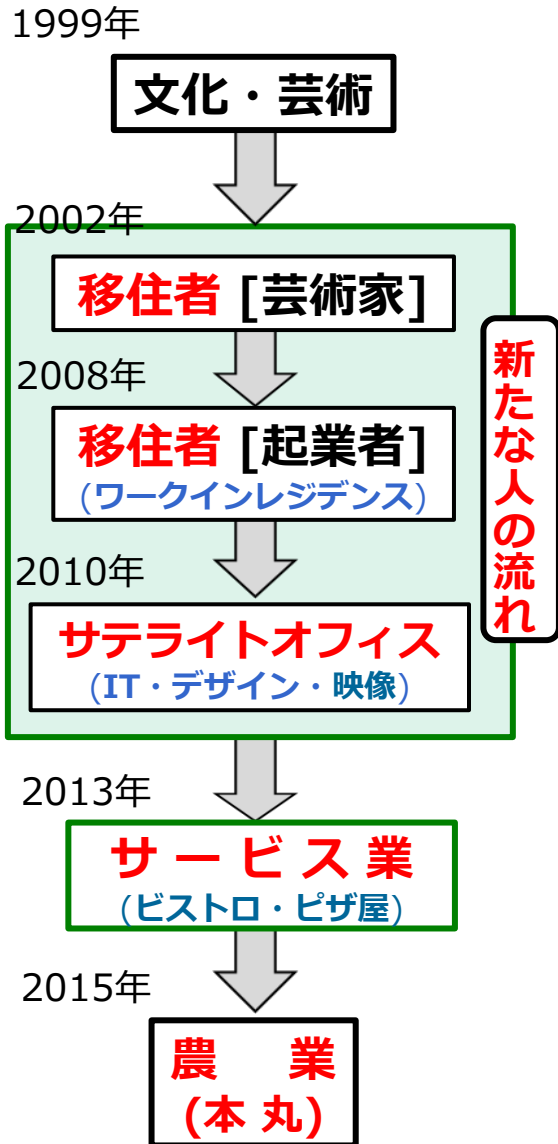 1999年
文化・芸術
2002年
移住者 [芸術家]
2008年
移住者 [起業者]
(ワークインレジデンス)
2010年
サテライトオフィス
(IT・デザイン・映像)
新たな人の流れ
2013年
サービス業
(ビストロ・ピザ屋)
2015年
農 業
(本 丸)